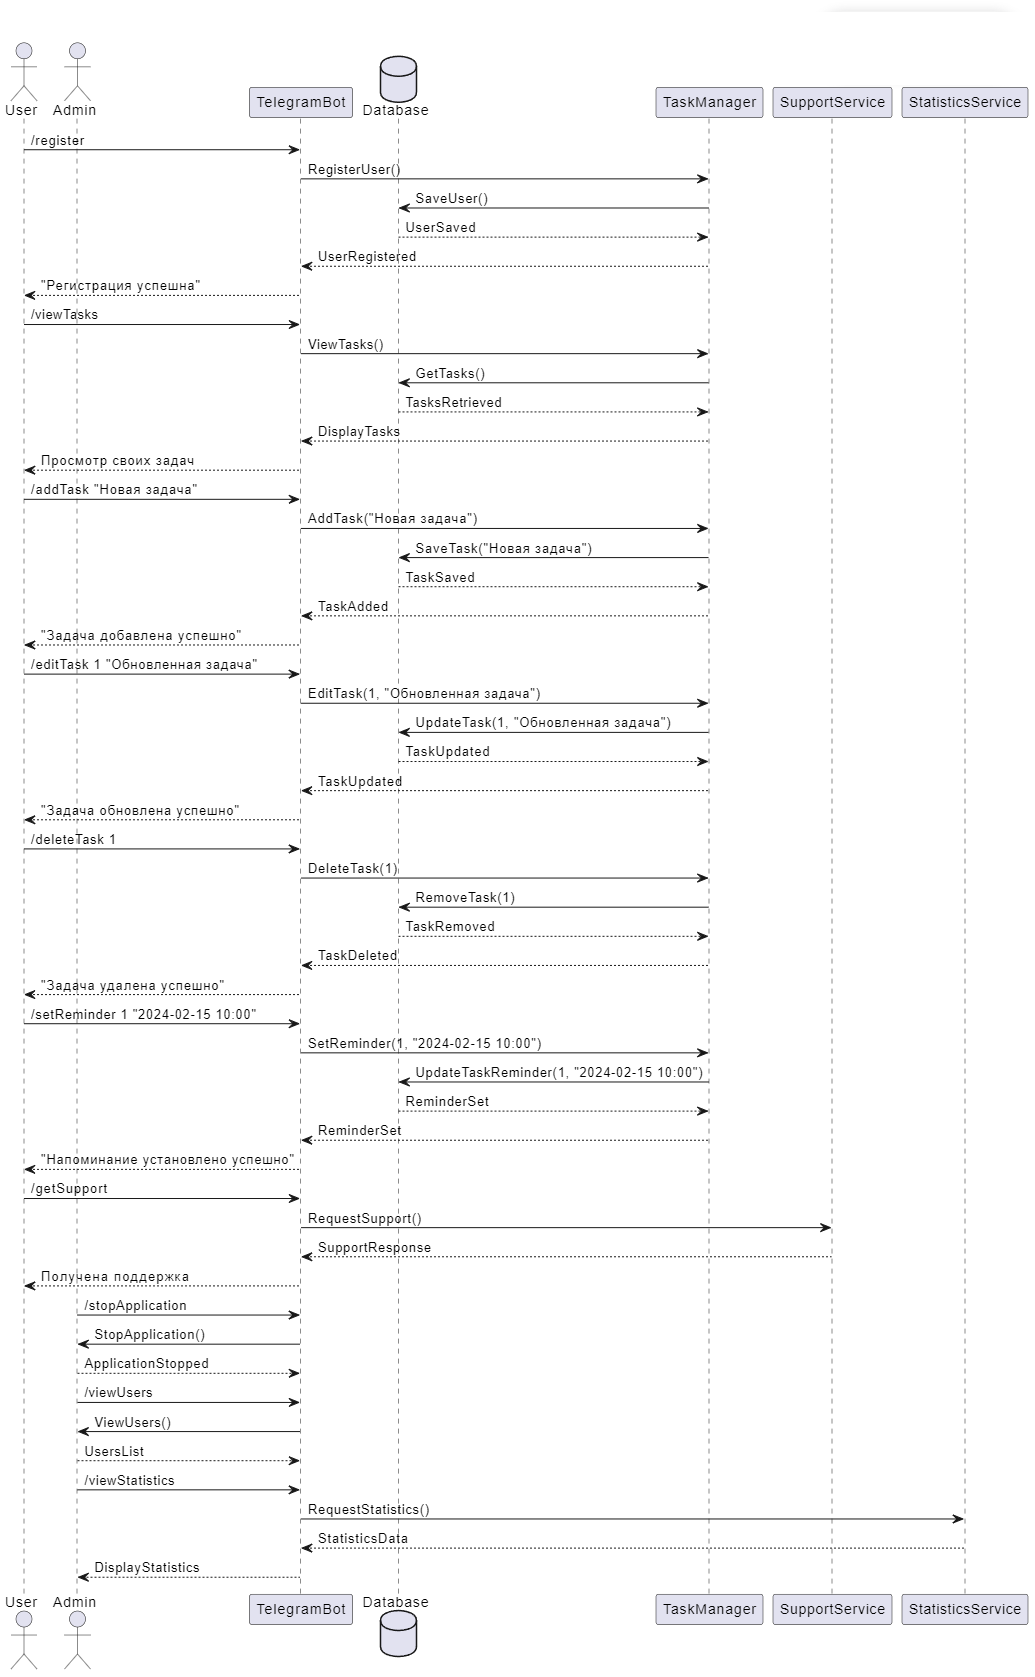 User Admin TelegramBot Database TaskManager SupportService StatisticsService
/register
RegisterUser()
SaveUser()
UserSaved
UserRegistered
"Регистрация успешна"
/viewTasks
ViewTasks()
GetTasks()
TasksRetrieved
DisplayTasks
Просмотр своих задач
/addTask "Новая задача"
AddTask("Новая задача")
SaveTask("Новая задача")
TaskSaved
TaskAdded
"Задача добавлена успешно"
/editTask 1 "Обновленная задача"
EditTask(1, "Обновленная задача")
UpdateTask(1, "Обновленная задача")
TaskUpdated
TaskUpdated
"Задача обновлена успешно"
/deleteTask 1
DeleteTask(1)
RemoveTask(1)
TaskRemoved
TaskDeleted
"Задача удалена успешно"
/setReminder 1 "2024-02-15 10:00"
SetReminder(1, "2024-02-15 10:00")
UpdateTaskReminder(1, "2024-02-15 10:00")
ReminderSet
ReminderSet
"Напоминание установлено успешно"
/getSupport
RequestSupport()
SupportResponse
Получена поддержка
/stopApplication
StopApplication()
ApplicationStopped
/viewUsers
ViewUsers()
UsersList
/viewStatistics
RequestStatistics()
StatisticsData
DisplayStatistics
User Admin TelegramBot Database TaskManager SupportService StatisticsService